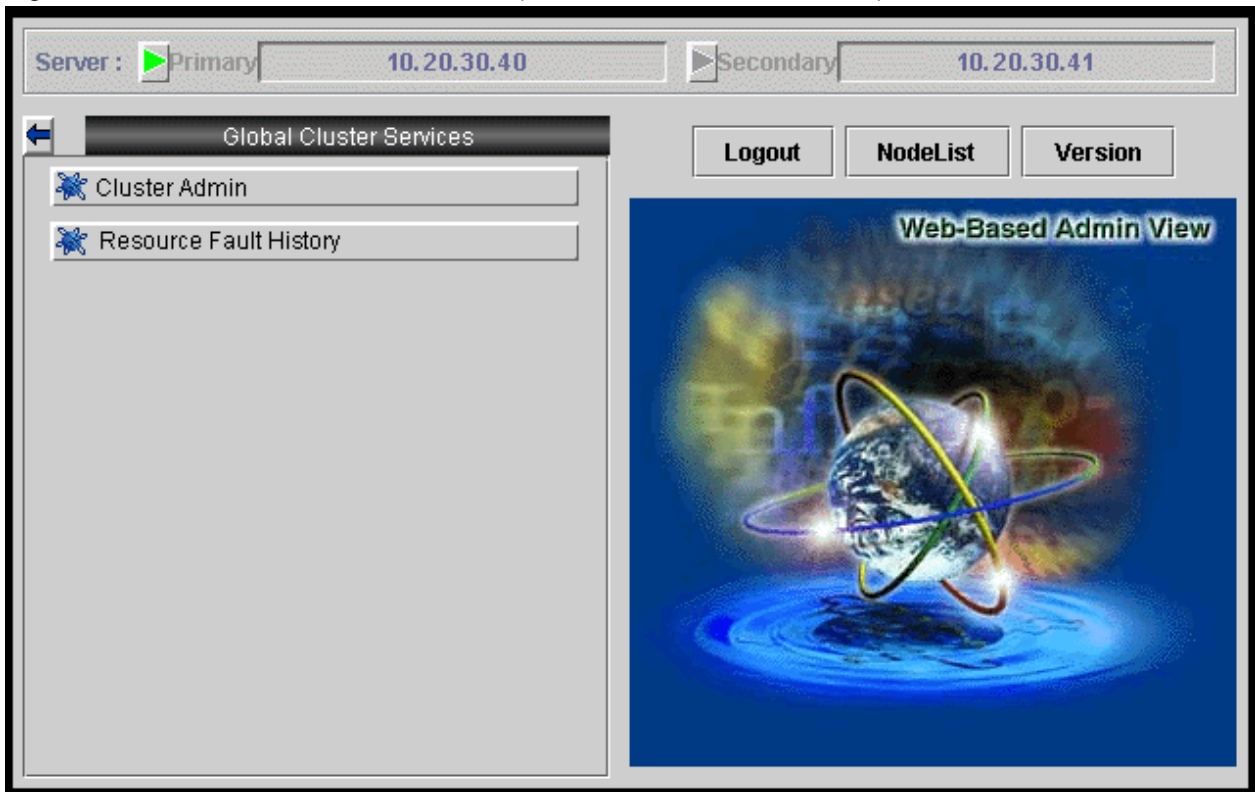 Server : Primary 10.20.30.40 Secondary 10.20.30.41
Global Cluster Services
Logout NodeList Version
Cluster Admin
Resource Fault History
Web-Based Admin View